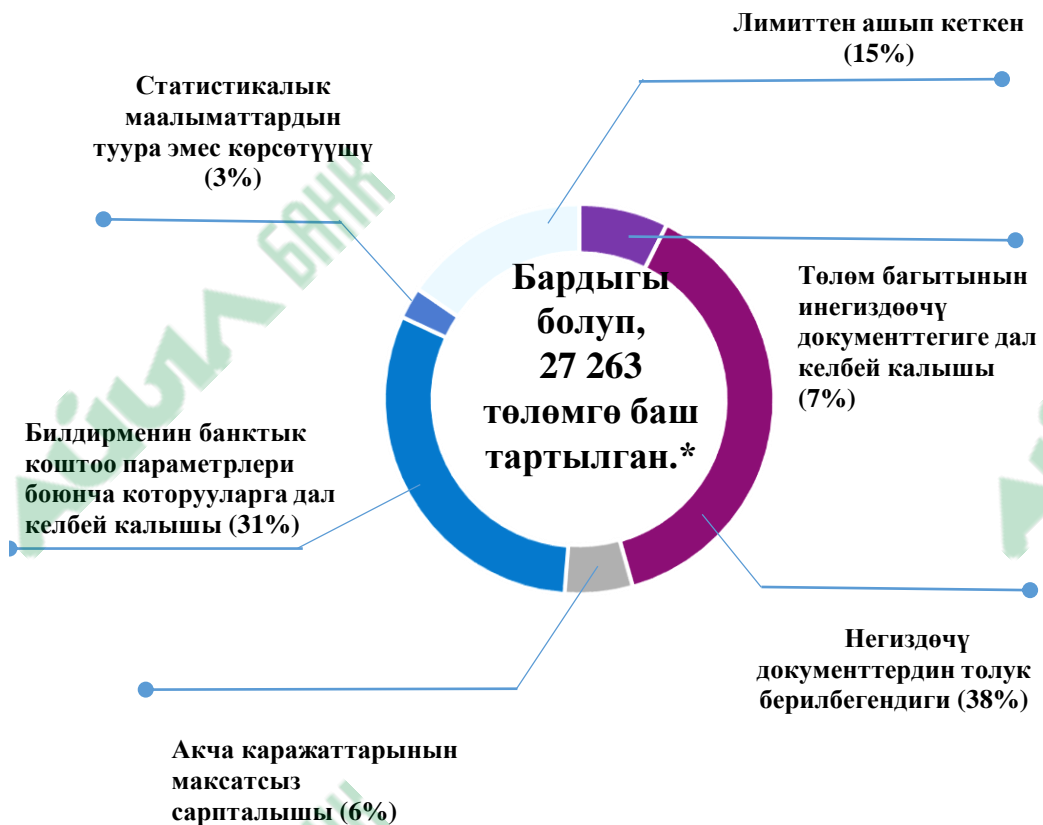 Лимиттен ашып кеткен
(15%)
Статистикалык
маалыматтардын
туура эмес көрсөтүүшү
(3%)
Бардыгы
болуп,
27 263
төлөмгө баш
тартылган.*
Төлөм багытынын
инегиздөөчү
документтегиге дал
келбей калышы
(7%)
Билдирменин банктык
коштоо параметрлери
боюнча которууларга дал
келбей калышы (31%)
Негиздөчү
документтердин толук
берилбегендиги (38%)
Акча каражаттарынын
максатсыз
сарпталышы (6%)
АЙЫЛ БАНК